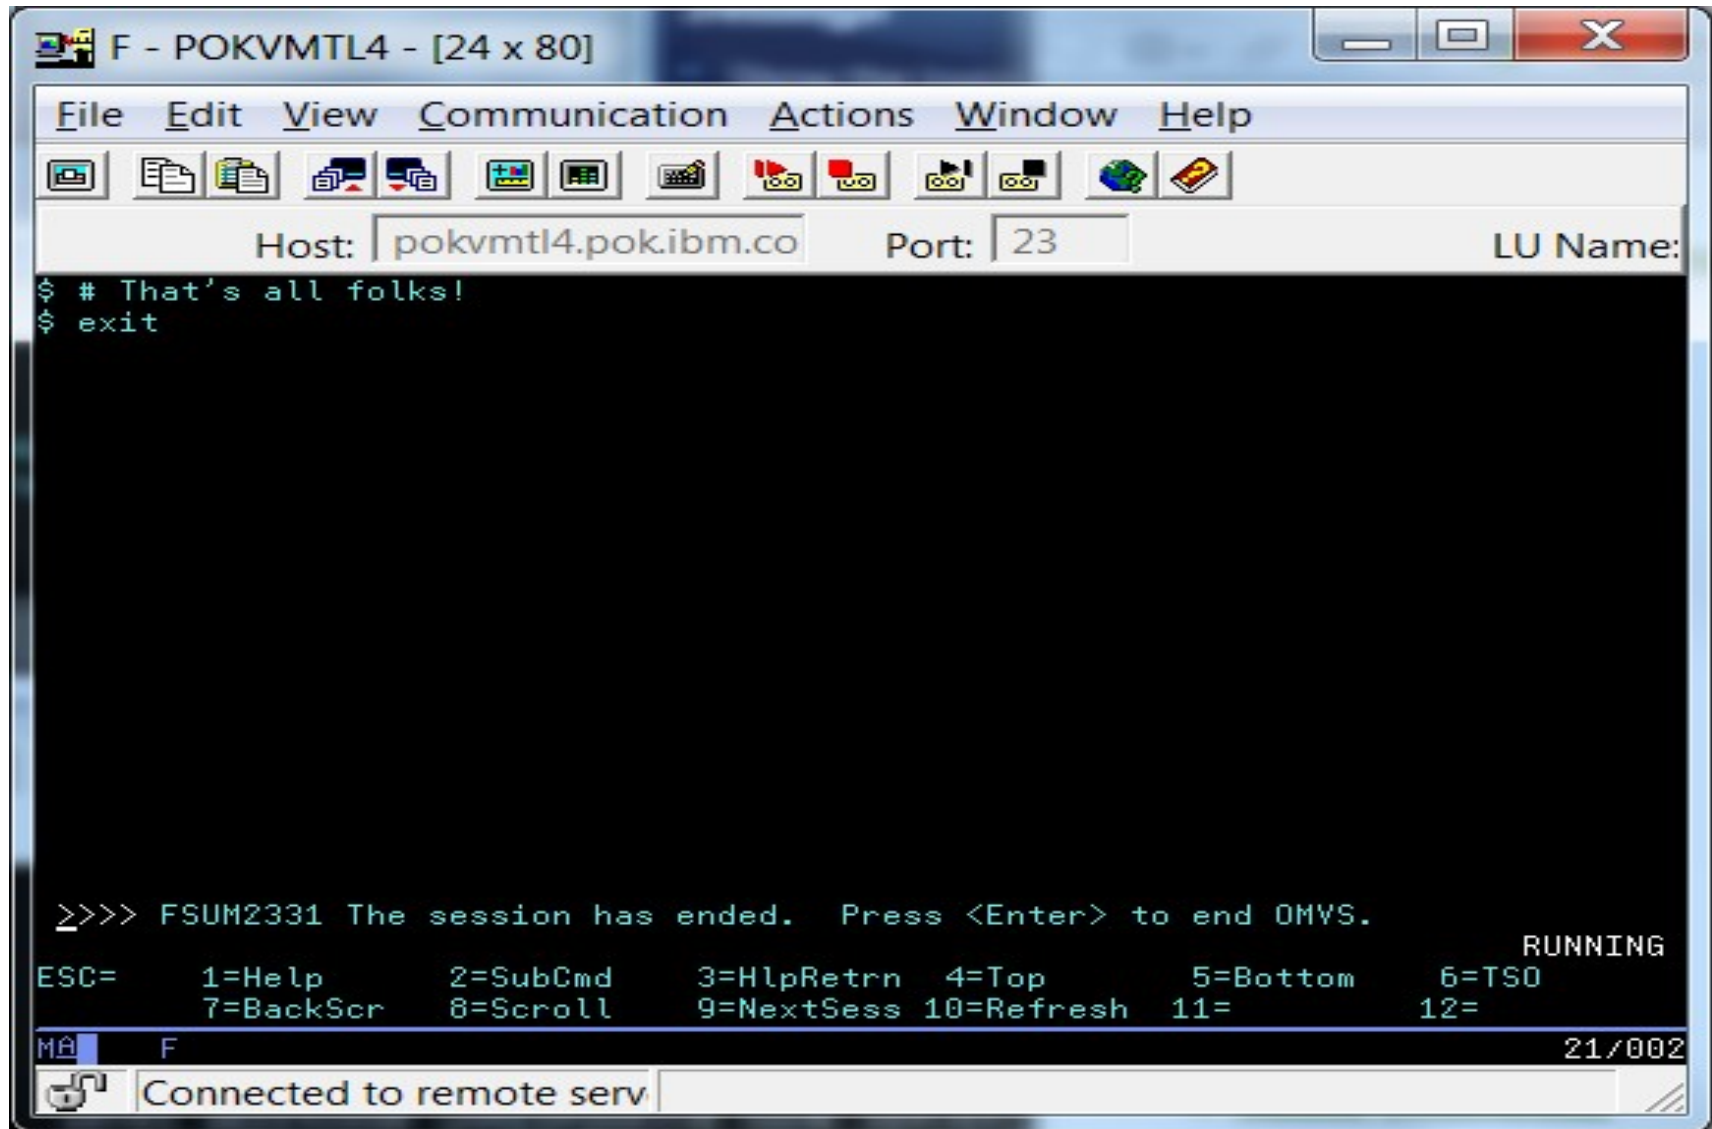 F - POKVMTL4 - [24 x 80]
File Edit View Communication Actions Window Help
Host: pokvmtl4.pok.ibm.co Port: 23 LU Name:
$ # That's all folks!
$ exit
>>>> FSUM2331 The session has ended. Press <Enter> to end OMVS.
RUNNING
ESC= 1=Help 2=SubCmd 3=HlpRetrn 4=Top 5=Bottom 6=TSO
7=BackScr 8=Scroll 9=NextSess 10=Refresh 11= 12=
MA F 21/002
Connected to remote serv